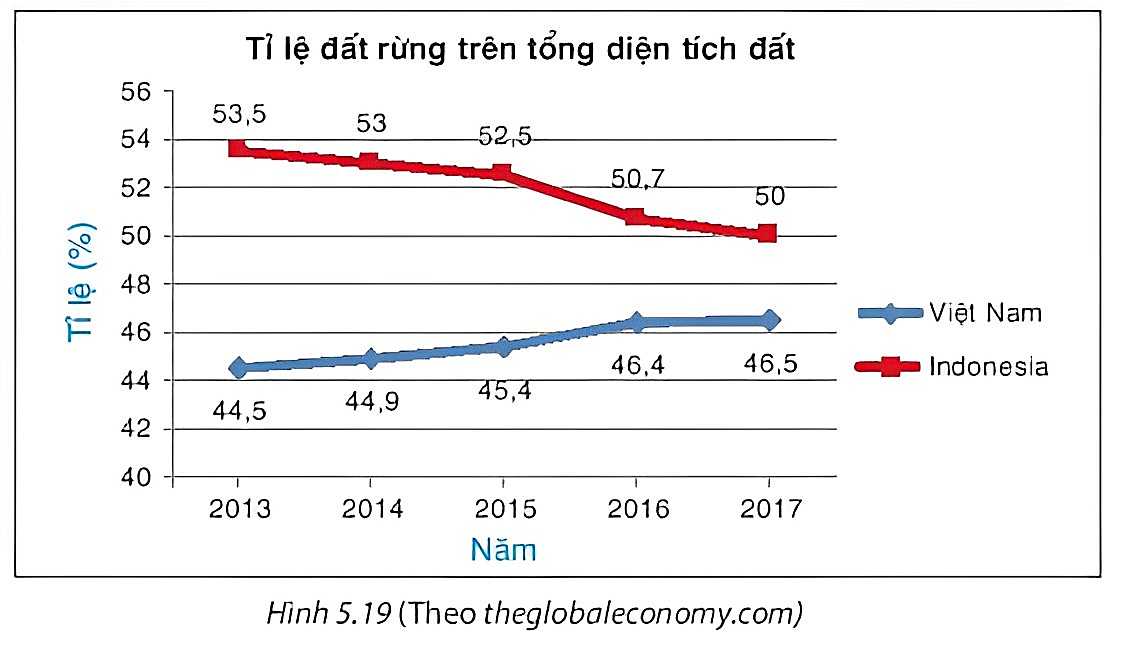 Tỉ lệ đất rừng trên tổng diện tích đất
56
54
52
50
48
46
44
42
40
Tỉ lệ (%)
53,5
53
52,5
50,7
50
44,5
44,9
45,4
46,4
46,5
Việt Nam
Indonesia
2013 2014 2015 2016 2017
Năm
Hình 5.19 (Theo theglobaleconomy.com)